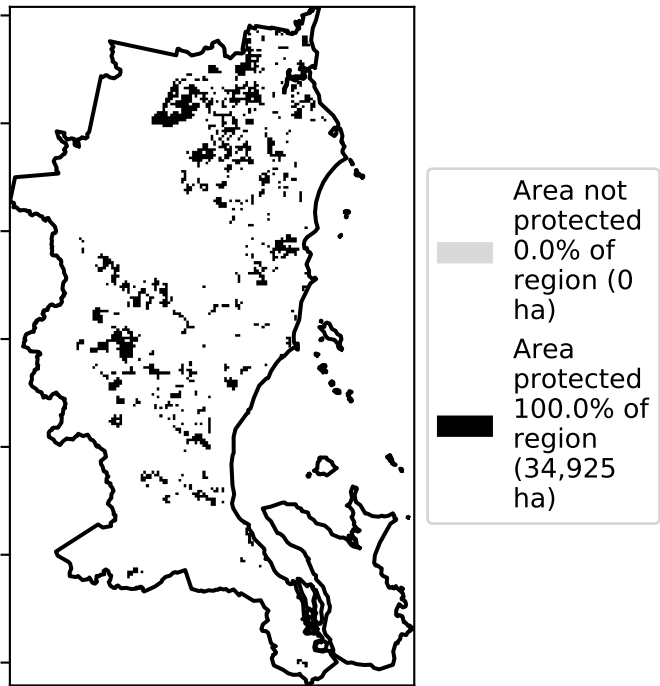 Area not
protected
0.0% of
region (0
ha)
Area
protected
100.0% of
region
(34,925
ha)